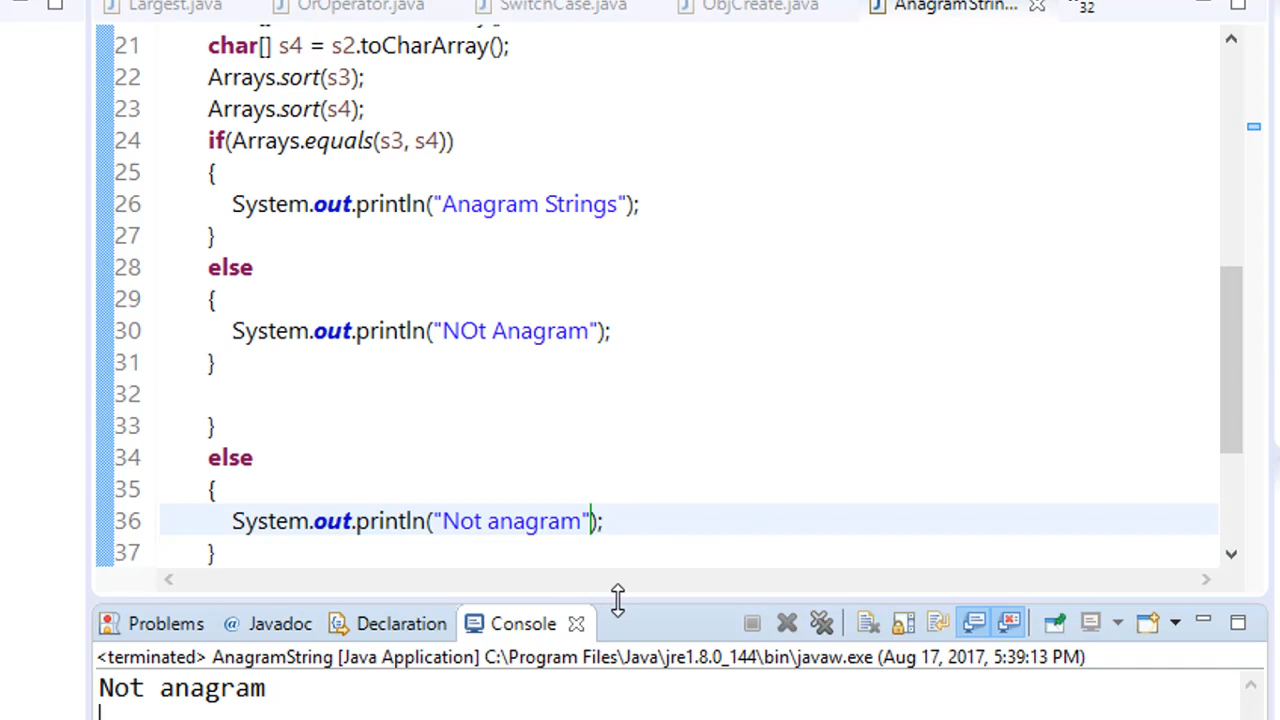 Largest.java OrOperator.java SwitchCase.java ObjCreate.java AnagramStrin... 32
21 char[] s4 = s2.toCharArray();
22 Arrays.sort(s3);
23 Arrays.sort(s4);
24 if(Arrays.equals(s3, s4))
25 {
26 System.out.println("Anagram Strings");
27 }
28 else
29 {
30 System.out.println("NOt Anagram");
31 }
32
33 }
34 else
35 {
36 System.out.println("Not anagram");
37 }
Problems @ Javadoc Declaration Console
<terminated> AnagramString [Java Application] C:\Program Files\Java\jre1.8.0_144\bin\javaw.exe (Aug 17, 2017, 5:39:13 PM)
Not anagram